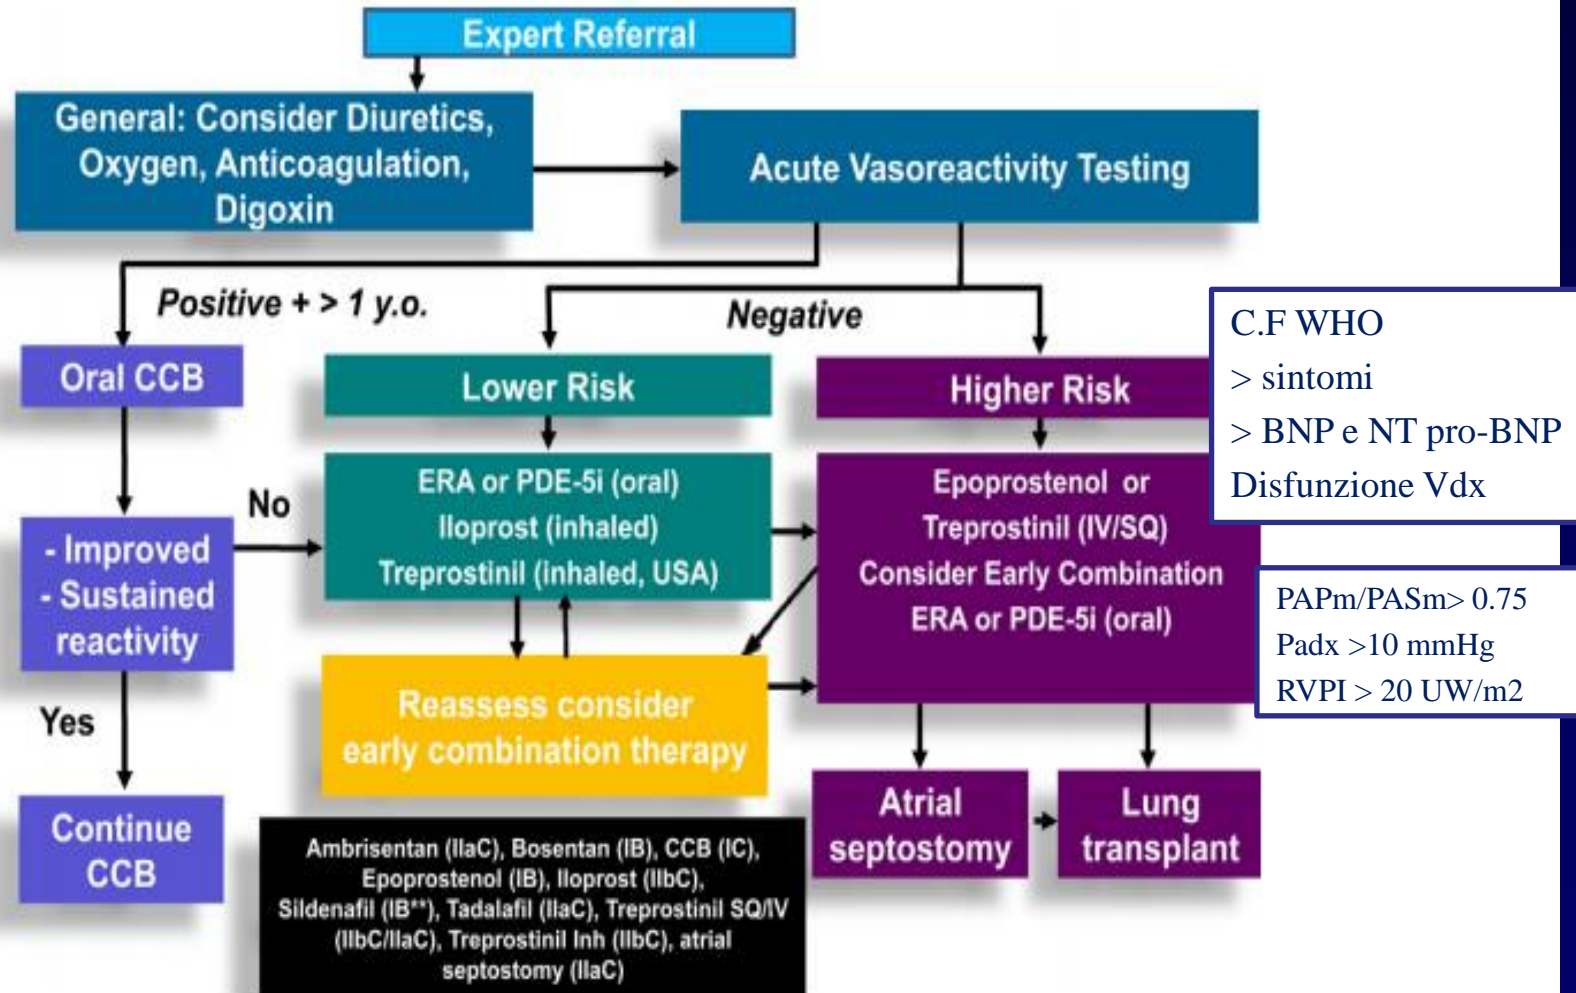 Expert Referral
General: Consider Diuretics,
Oxygen, Anticoagulation,
Digoxin
Acute Vasoreactivity Testing
Positive + > 1 y.o.
Negative
C.F WHO
> sintomi
> BNP e NT pro-BNP
Disfunzione Vdx
Oral CCB
Lower Risk
Higher Risk
No
- Improved
- Sustained
reactivity
ERA or PDE-5i (oral)
Iloprost (inhaled)
Treprostinil (inhaled, USA)
Epoprostenol or
Treprostinil (IV/SQ)
Consider Early Combination
ERA or PDE-5i (oral)
PAPm/PASm> 0.75
Padx >10 mmHg
RVPI > 20 UW/m2
Yes
Reassess consider
early combination therapy
Continue
CCB
Atrial
septostomy
Lung
transplant
Ambrisentan (IIaC), Bosentan (IB), CCB (IC),
Epoprostenol (IB), Iloprost (IIbC),
Sildenafil (IB**), Tadalafil (IIaC), Treprostinil SQ/IV
(IIbC/IIaC), Treprostinil Inh (IIbC), atrial
septostomy (IIaC)